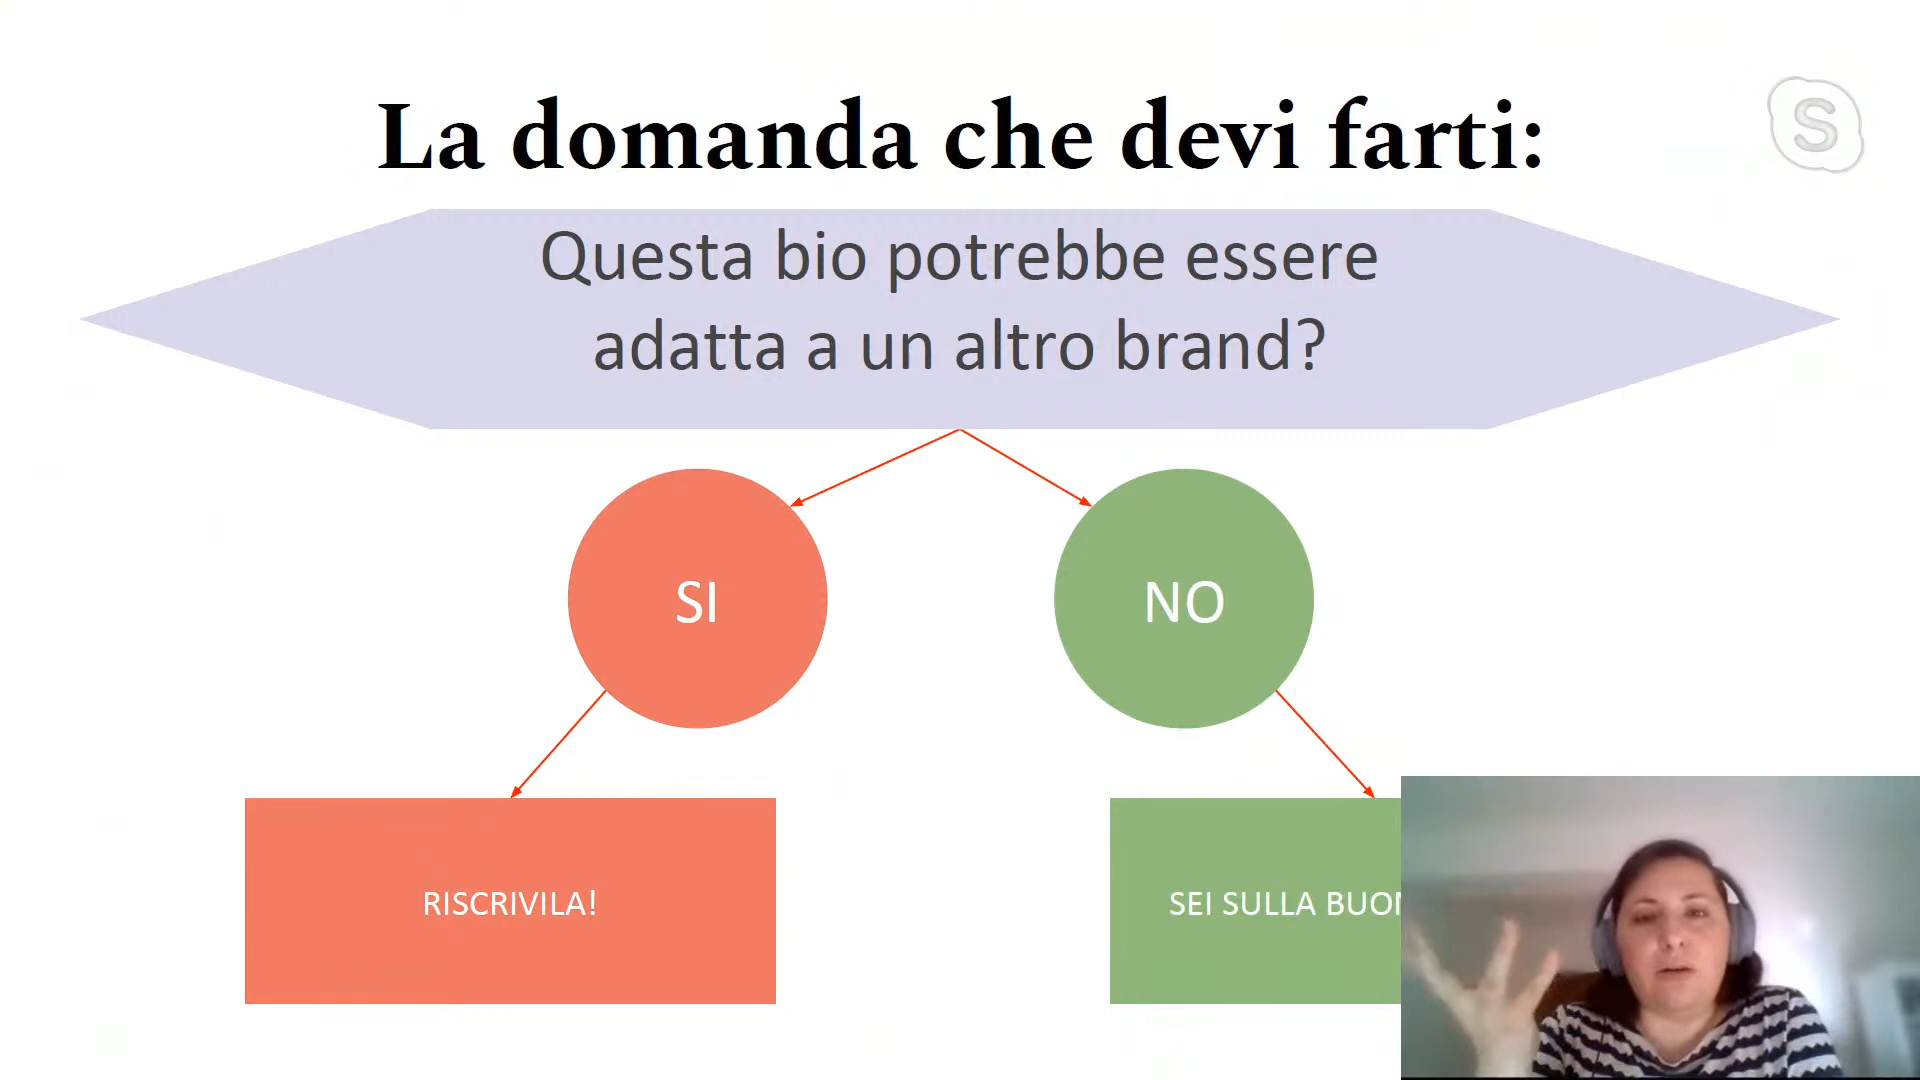 La domanda che devi farti:
Questa bio potrebbe essere
adatta a un altro brand?
SI
NO
RISCRIVILA!
SEI SULLA
S